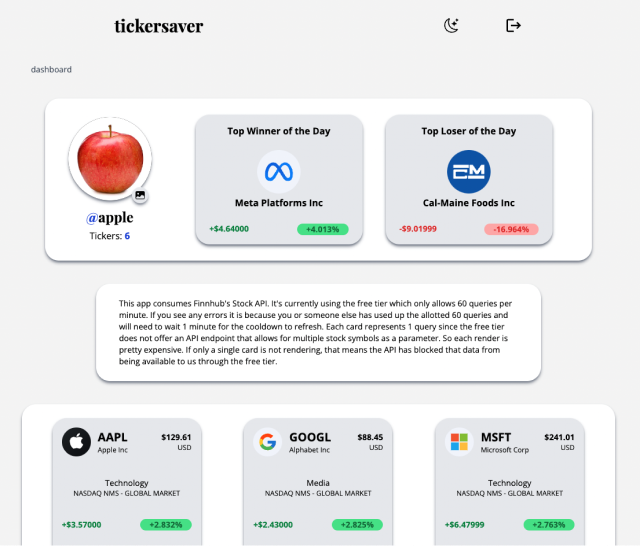 tickersaver
dashboard
@apple
Tickers: 6
Top Winner of the Day
Meta Platforms Inc
+$4.64000 +4.013%
Top Loser of the Day
EM
Cal-Maine Foods Inc
-$9.01999 -16.964%
This app consumes Finnhub's Stock API. It's currently using the free tier which only allows 60 queries per
minute. If you see any errors it is because you or someone else has used up the allotted 60 queries and
will need to wait 1 minute for the cooldown to refresh. Each card represents 1 query since the free tier
does not offer an API endpoint that allows for multiple stock symbols as a parameter. So each render is
pretty expensive. If only a single card is not rendering, that means the API has blocked that data from
being available to us through the free tier.
AAPL $129.61
Apple Inc USD
Technology
NASDAQ NMS - GLOBAL MARKET
+$3.57000 +2.832%
G
GOOGL $88.45
Alphabet Inc USD
Media
NASDAQ NMS - GLOBAL MARKET
+$2.43000 +2.825%
MSFT $241.01
Microsoft Corp USD
Technology
NASDAQ NMS - GLOBAL MARKET
+$6.47999 +2.763%